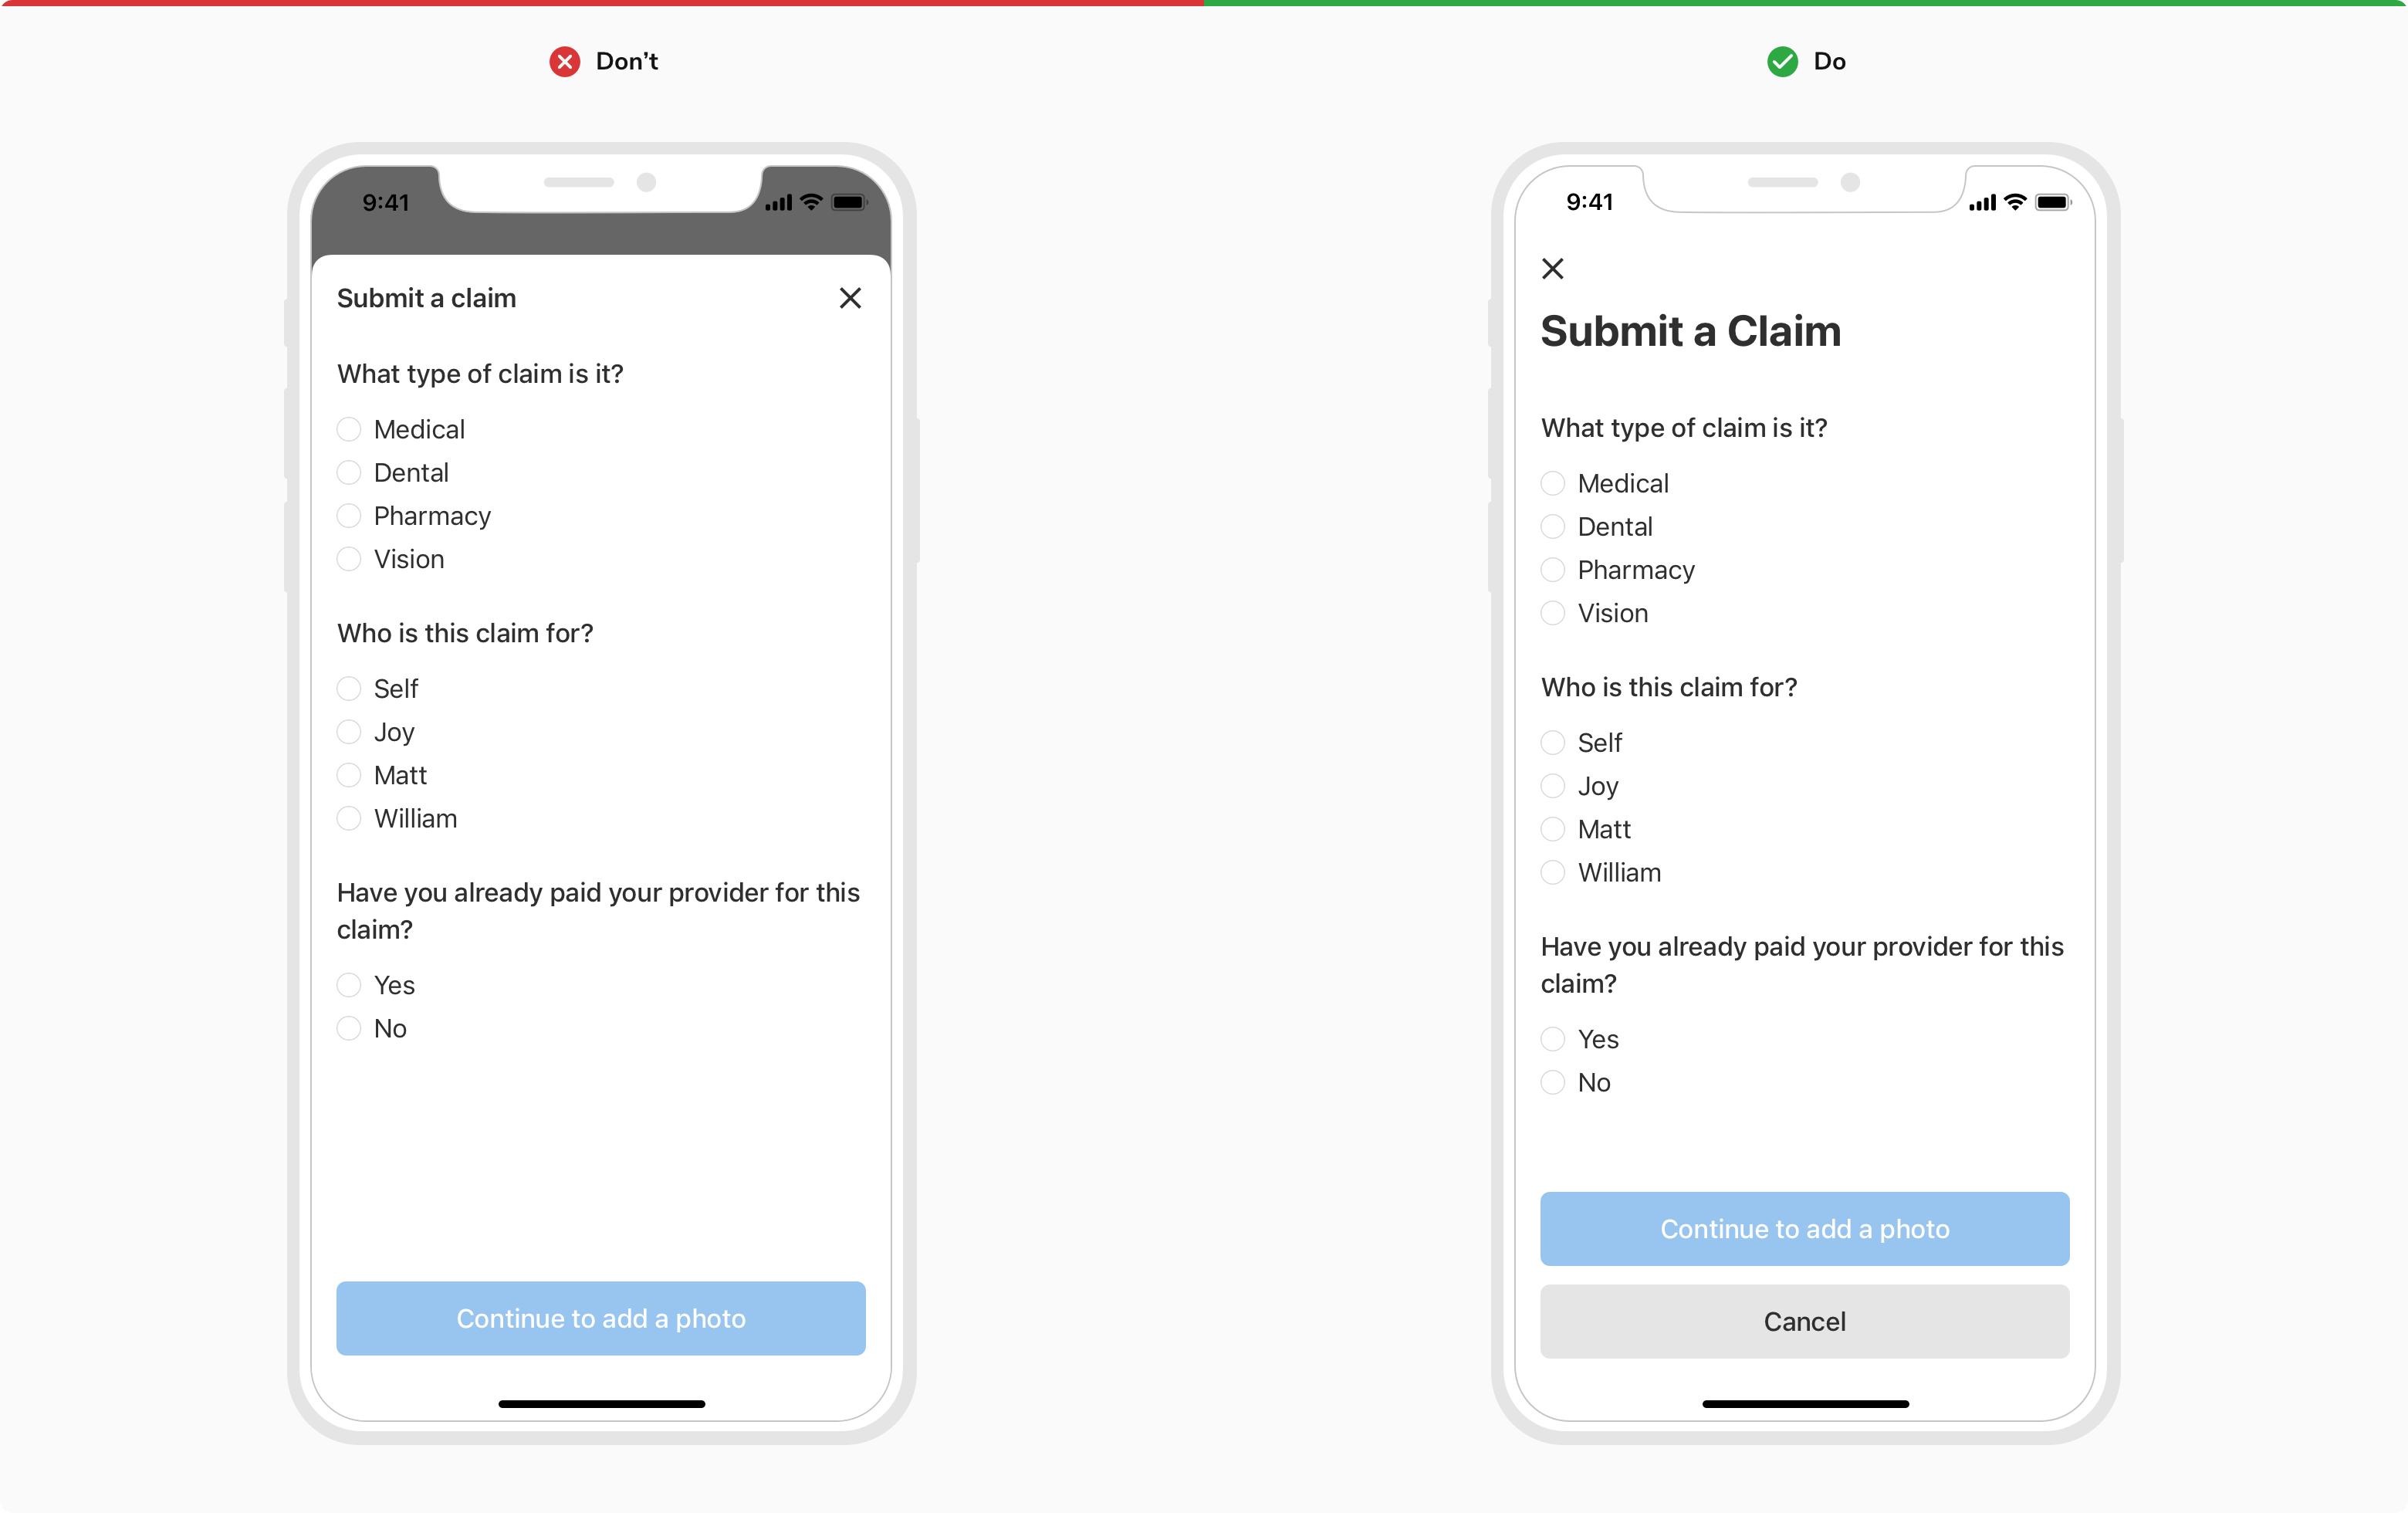 Don't
9:41
Submit a claim
What type of claim is it?
Medical
Dental
Pharmacy
Vision
Who is this claim for?
Self
Joy
Matt
William
Have you already paid your provider for this
claim?
Yes
No
Continue to add a photo
Do
9:41
Submit a Claim
What type of claim is it?
Medical
Dental
Pharmacy
Vision
Who is this claim for?
Self
Joy
Matt
William
Have you already paid your provider for this
claim?
Yes
No
Continue to add a photo
Cancel